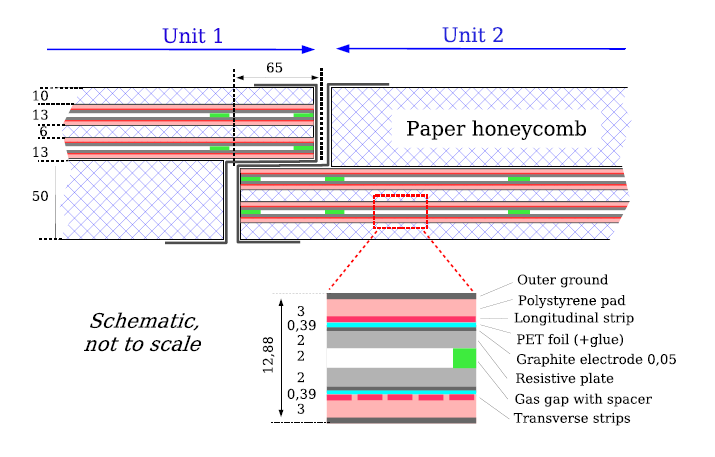 Unit 1
Unit 2
65
10
13
6
13
50
Paper honeycomb
Schematic,
not to scale
12,88
3
0,39
2
2
2
0,39
3
Outer ground
Polystyrene pad
Longitudinal strip
PET foil (+glue)
Graphite electrode 0,05
Resistive plate
Gas gap with spacer
Transverse strips